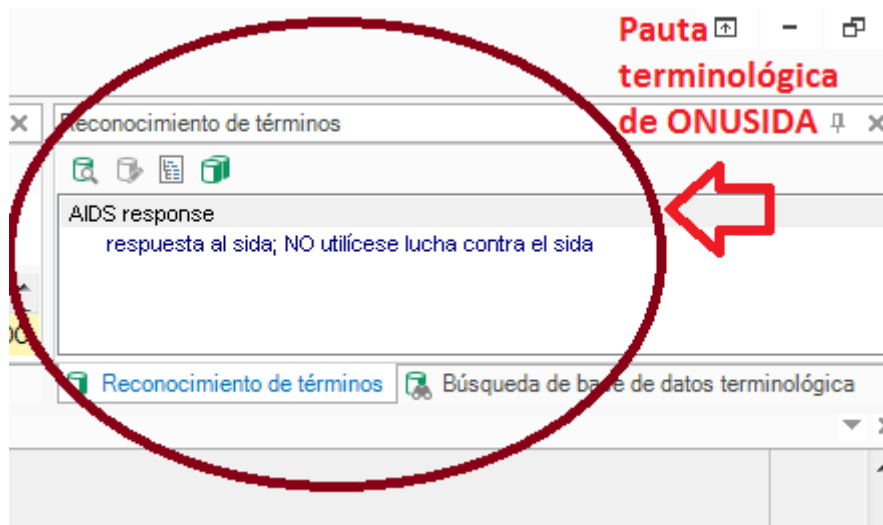 Pauta
terminológica
de ONUSIDA
Reconocimiento de términos
AIDS response
respuesta al sida; NO utilícese lucha contra el sida
Reconocimiento de términos
Búsqueda de base de datos terminológica